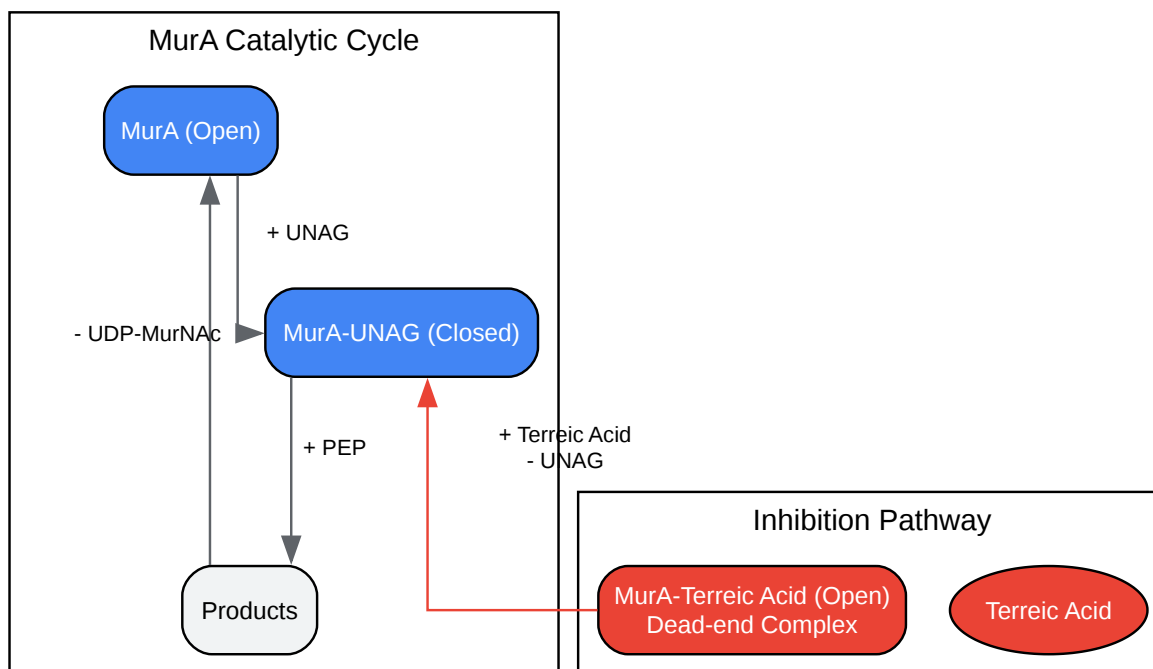 MurA Catalytic Cycle
MurA (Open)
+ UNAG
- UDP-MurNAc
MurA-UNAG (Closed)
+ PEP
+ Terreic Acid
- UNAG
Products
Inhibition Pathway
MurA-Terreic Acid (Open)
Dead-end Complex
Terreic Acid